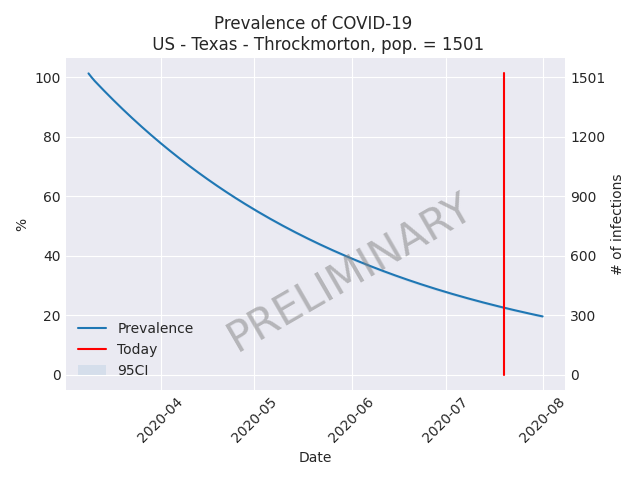 Prevalence of COVID-19
US - Texas - Throckmorton, pop. = 1501
100
80
60
40
20
0
%
1501
1200
900
600
300
0
# of infections
PRELIMINARY
Prevalence
Today
95CI
2020-04
2020-05
2020-06
2020-07
2020-08
Date